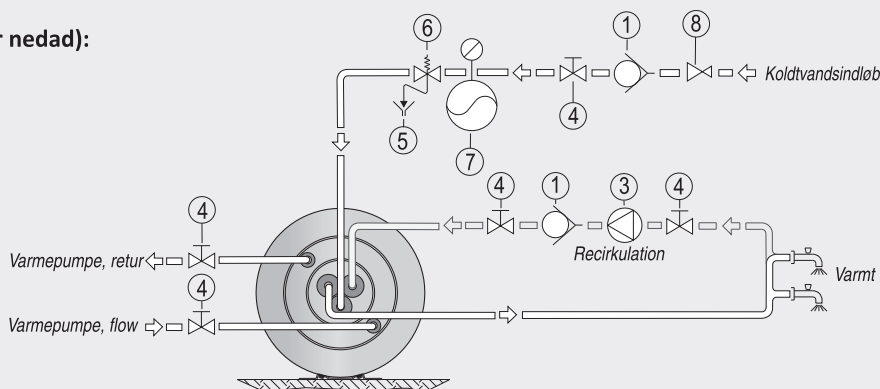 r nedad):
6
1
8
Koldtvandsindløb
5
7
4
4
1
3
4
Recirkulation
4
Varmepumpe, retur
Varmt
4
Varmepumpe, flow